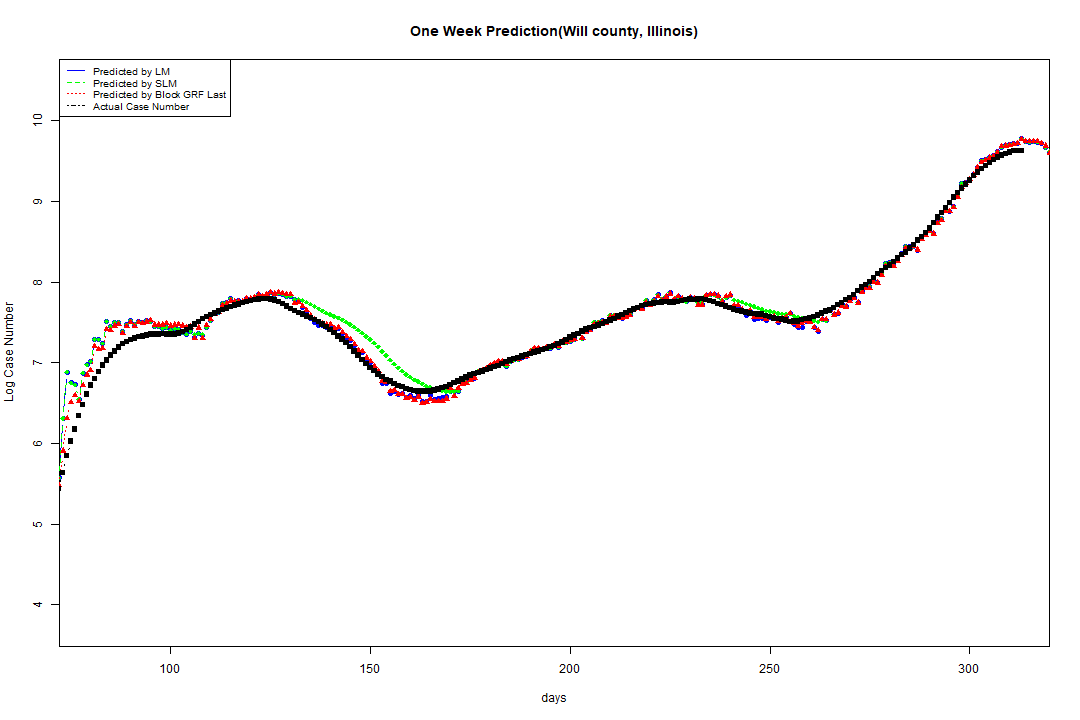 One Week Prediction(Will county, Illinois)
Predicted by LM
Predicted by SLM
Predicted by Block GRF Last
Actual Case Number
10
9
8
7
6
5
4
Log Case Number
100 150 200 250 300
days